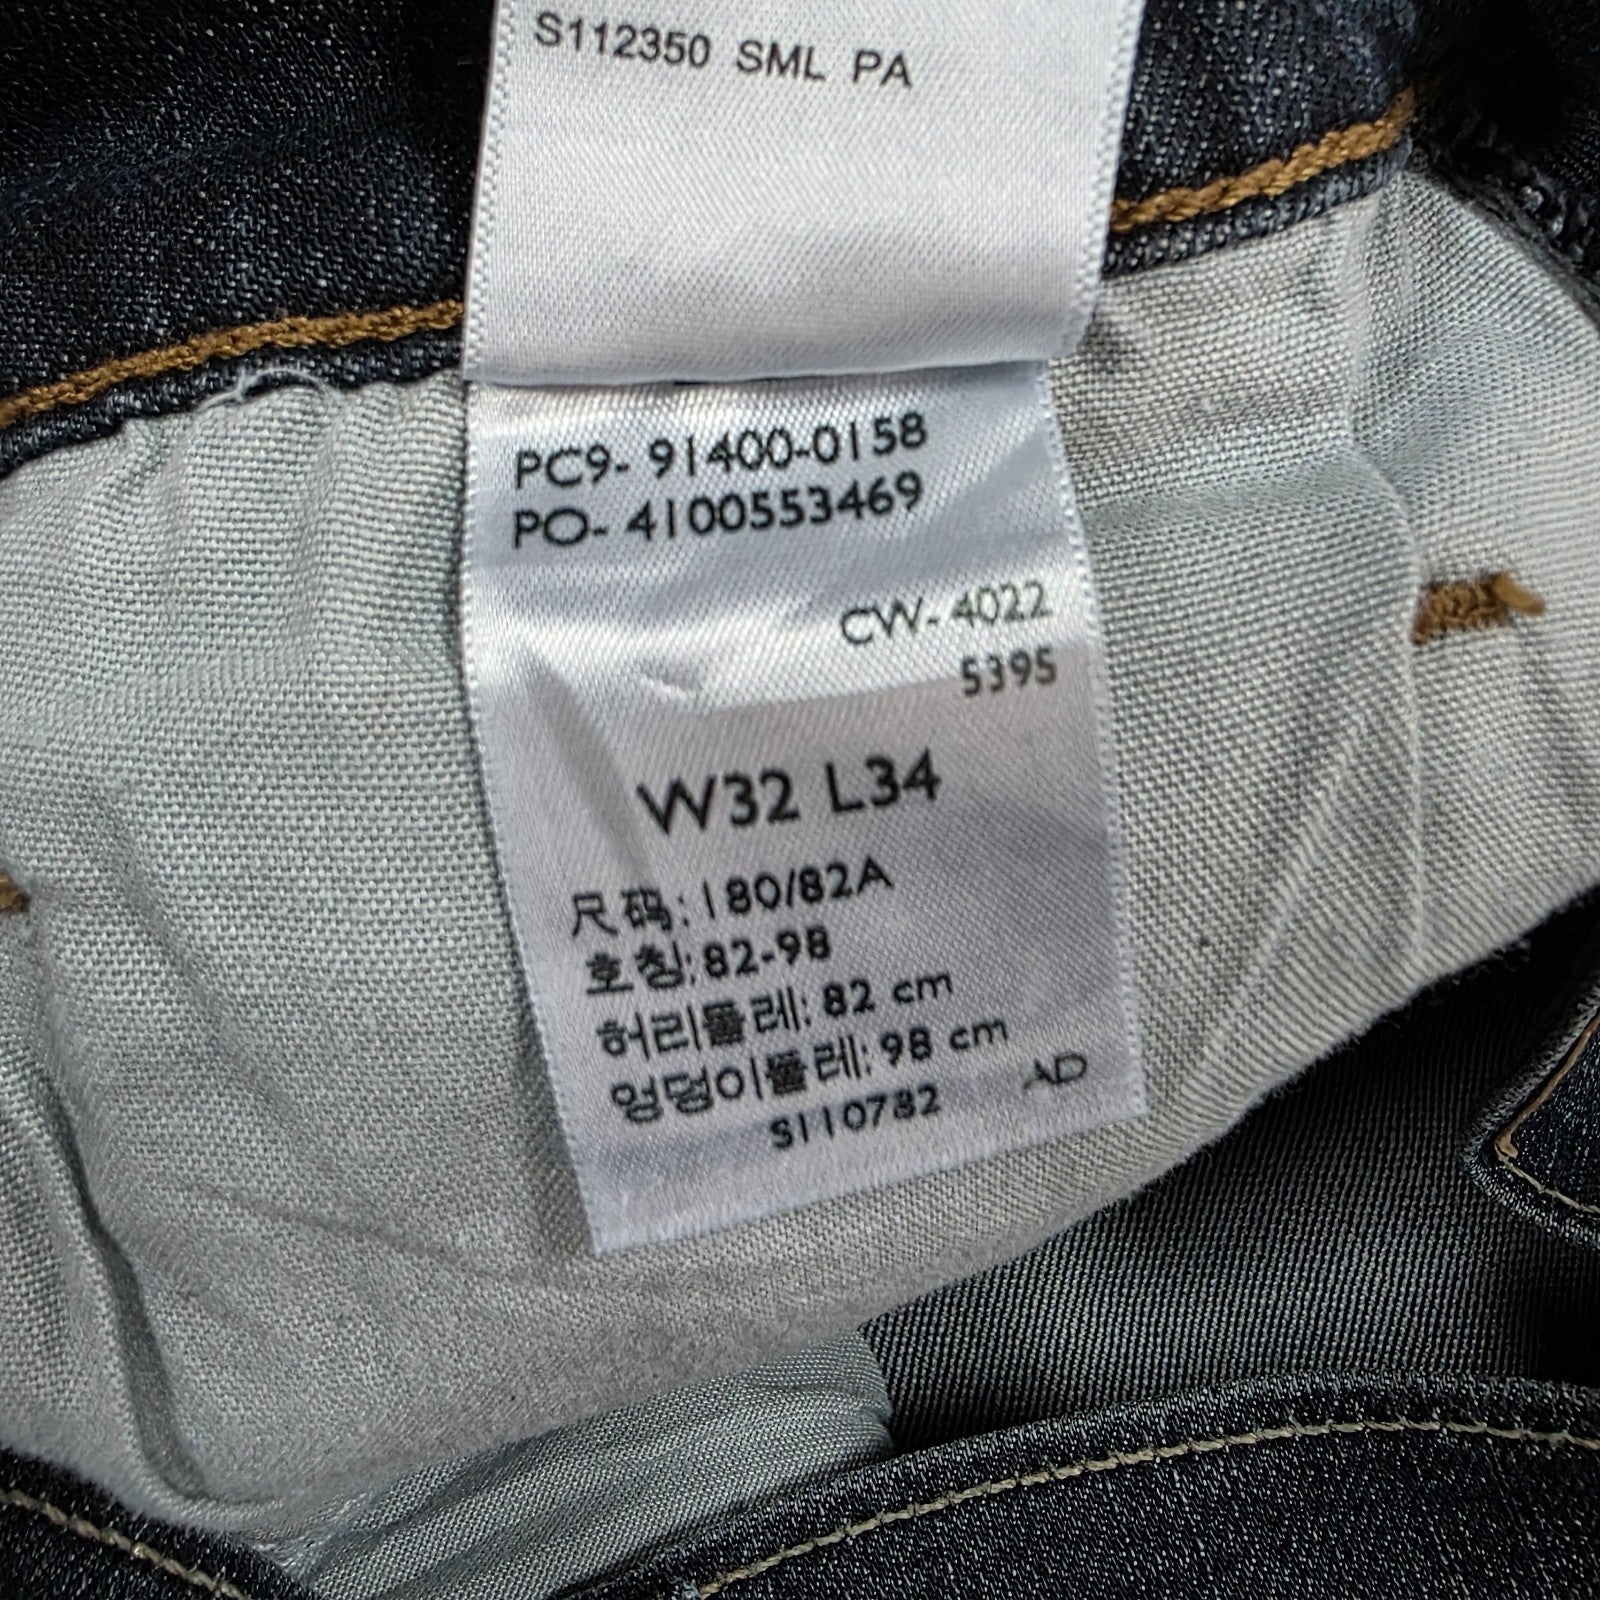 S112350 SML PA
PC9- 91400-0158
PO- 4100553469
CW- 4022
5395
W32 L34
尺码: 180/82A
호칭: 82-98
허리둘레: 82 cm
엉덩이둘레: 98 cm
S110782 AD